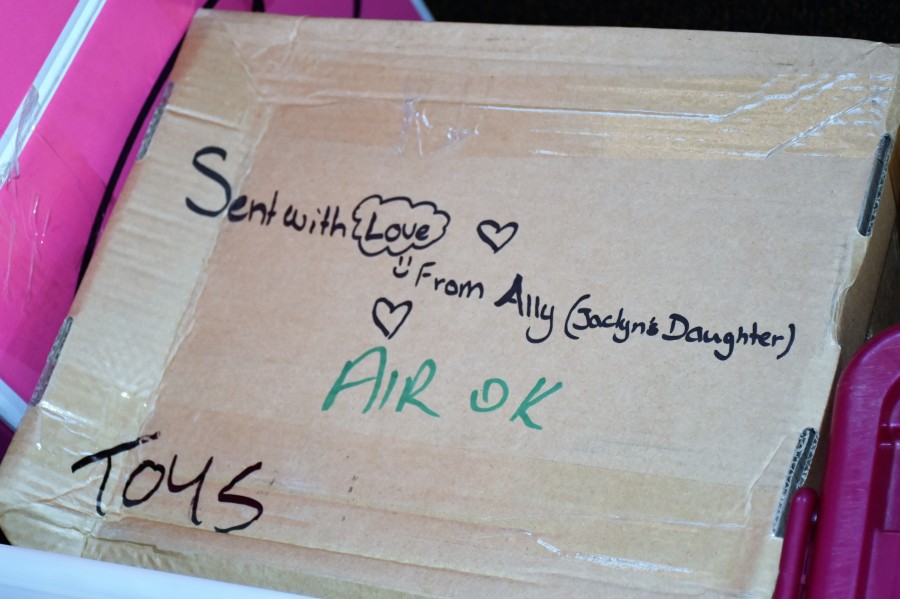 Sent with Love
From Ally (Jaclyn's Daughter)
AIR OK
TOYS